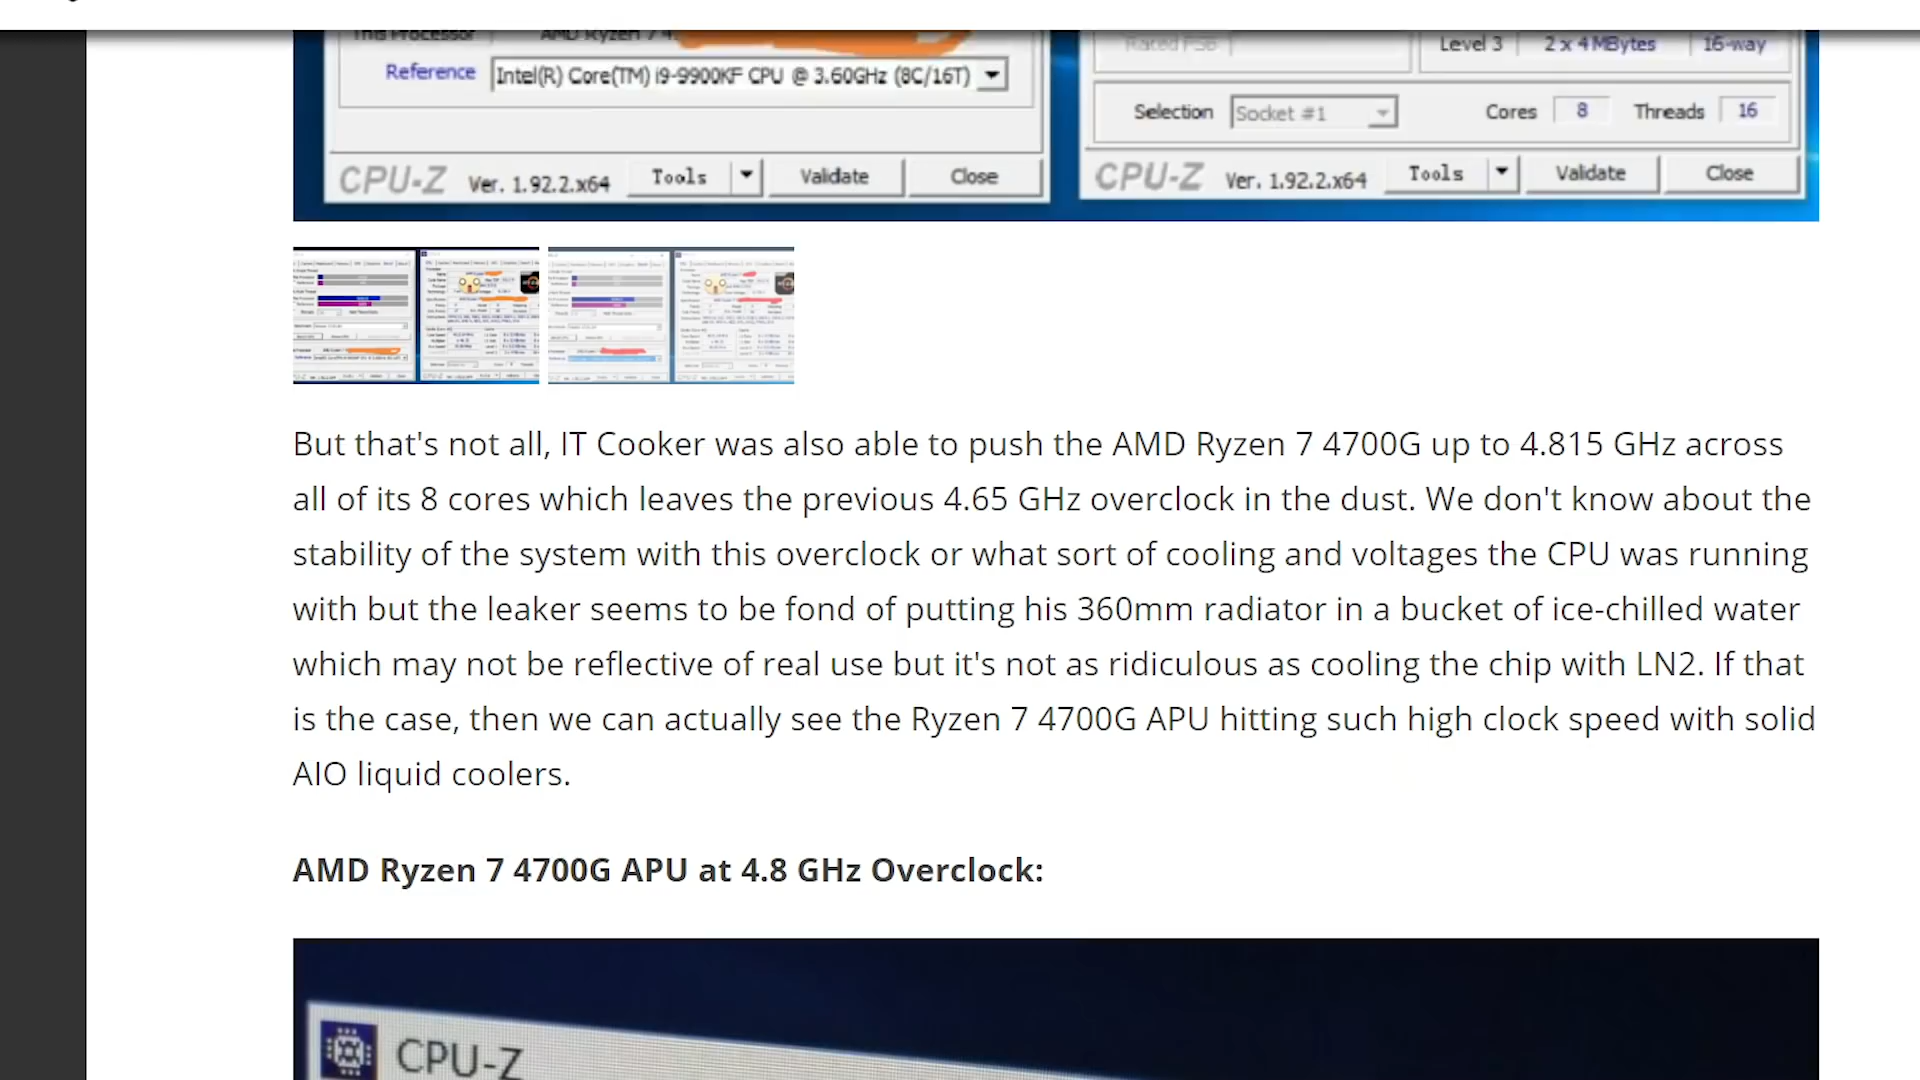 This Processor AMD Ryzen 7 4
Reference Intel(R) Core(TM) i9-9900KF CPU @ 3.60GHz (8C/16T)
CPU-Z Ver. 1.92.2.x64 Tools Validate Close
Rated FSB Level 3 2 x 4 MBytes 16-way
Selection Socket #1 Cores 8 Threads 16
CPU-Z Ver. 1.92.2.x64 Tools Validate Close
But that's not all, IT Cooker was also able to push the AMD Ryzen 7 4700G up to 4.815 GHz across
all of its 8 cores which leaves the previous 4.65 GHz overclock in the dust. We don't know about the
stability of the system with this overclock or what sort of cooling and voltages the CPU was running
with but the leaker seems to be fond of putting his 360mm radiator in a bucket of ice-chilled water
which may not be reflective of real use but it's not as ridiculous as cooling the chip with LN2. If that
is the case, then we can actually see the Ryzen 7 4700G APU hitting such high clock speed with solid
AIO liquid coolers.
AMD Ryzen 7 4700G APU at 4.8 GHz Overclock:
CPU-Z